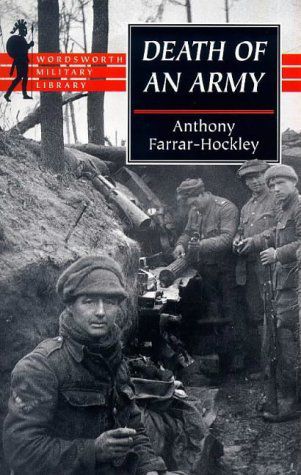 WORDSWORTH
MILITARY
LIBRARY
DEATH OF
AN ARMY
Anthony
Farrar-Hockley